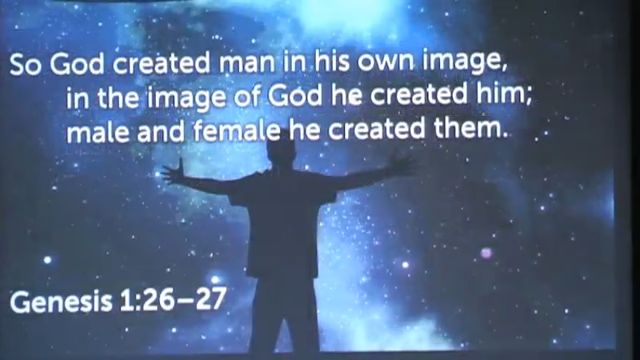 So God created man in his own image,
in the image of God he created him;
male and female he created them.
Genesis 1:26–27